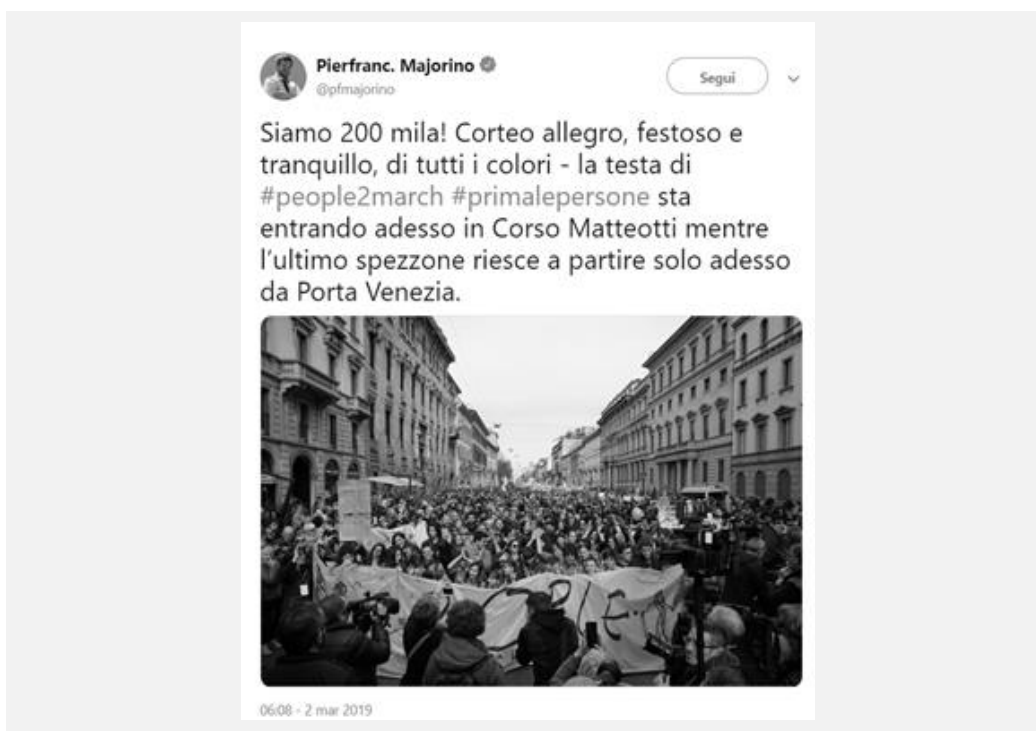 Pierfranc. Majorino
@pfmajorino
Segui
Siamo 200 mila! Corteo allegro, festoso e
tranquillo, di tutti i colori - la testa di
#people2march #primalepersone sta
entrando adesso in Corso Matteotti mentre
l'ultimo spezzone riesce a partire solo adesso
da Porta Venezia.
06:08 - 2 mar 2019